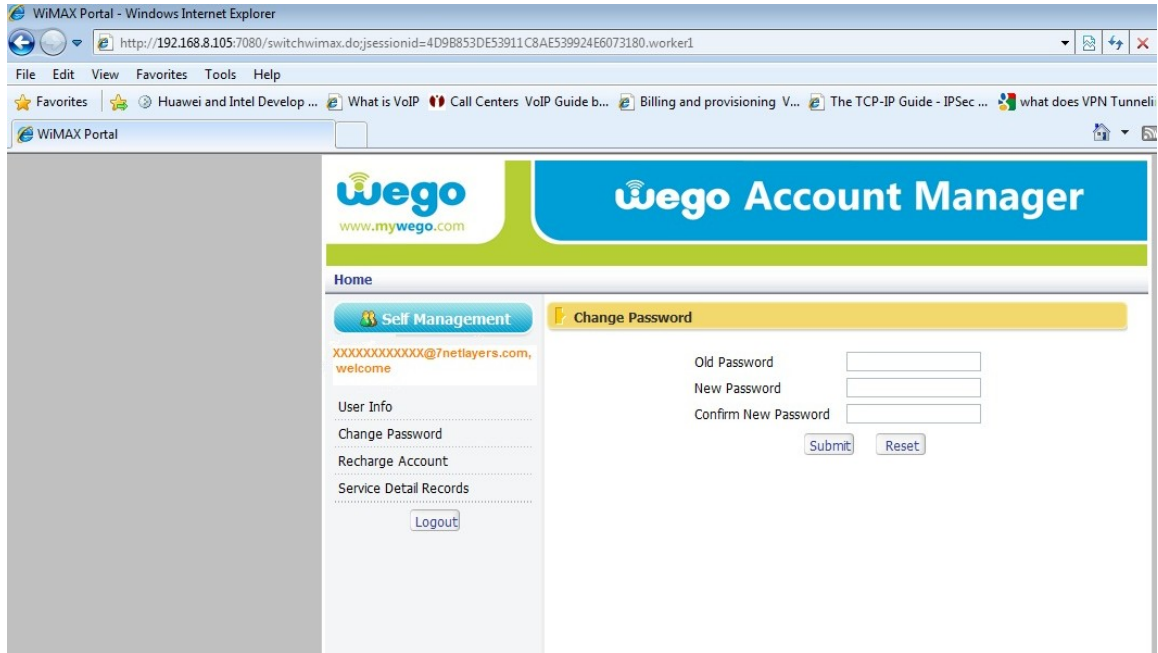 WiMAX Portal - Windows Internet Explorer
http://192.168.8.105:7080/switchwimax.do;jsessionid=4D9B853DE53911C8AE539924E6073180.worker1
File Edit View Favorites Tools Help
Favorites Huawei and Intel Develop ... What is VoIP Call Centers VoIP Guide b... Billing and provisioning V... The TCP-IP Guide - IPSec ... what does VPN Tunneli
WiMAX Portal
wego
www.mywego.com
wego Account Manager
Home
Self Management
XXXXXXXXXXXX@7netlayers.com,
welcome
User Info
Change Password
Recharge Account
Service Detail Records
Logout
Change Password
Old Password
New Password
Confirm New Password
Submit Reset